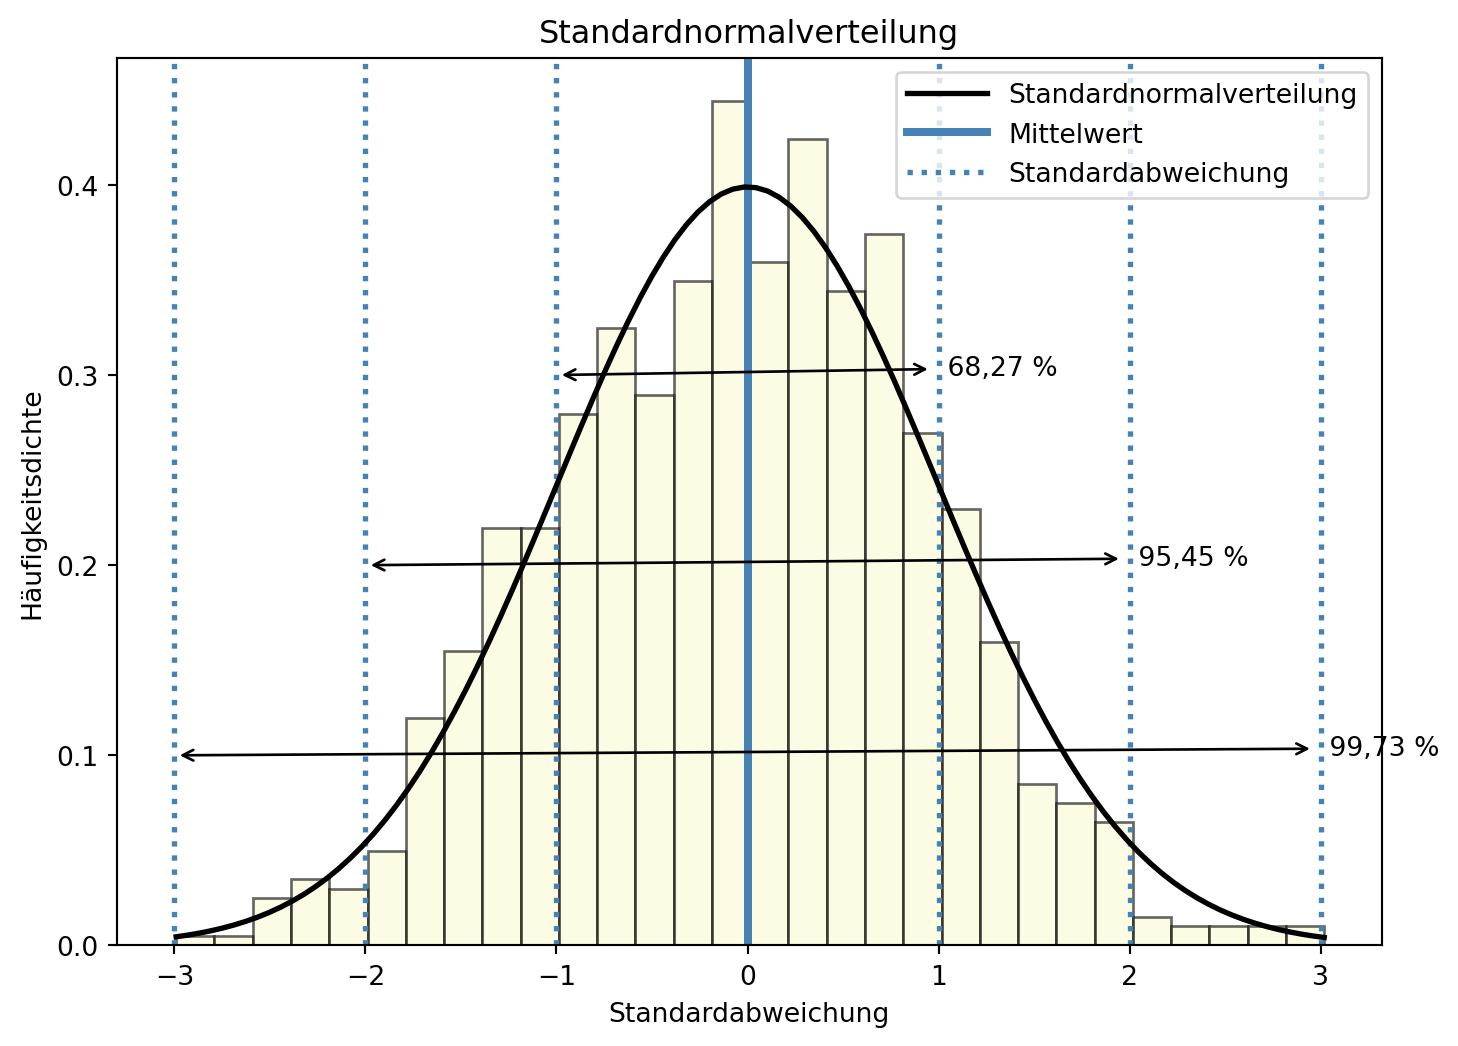 Standardnormalverteilung
Standardnormalverteilung
Mittelwert
Standardabweichung
0.4
0.3
0.2
0.1
0.0
Häufigkeitsdichte
68,27 %
95,45 %
99,73 %
−3 −2 −1 0 1 2 3
Standardabweichung